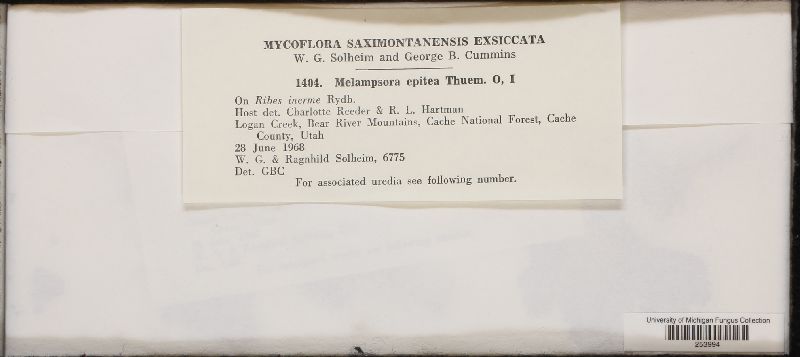 MYCOFLORA SAXIMONTANENSIS EXSICCATA
W. G. Solheim and George B. Cummins
1404. Melampsora epitea Thuem. O, I
On Ribes inerme Rydb.
Host det. Charlotte Reeder & R. L. Hartman
Logan Creek, Bear River Mountains, Cache National Forest, Cache
County, Utah
28 June 1968
W. G. & Ragnhild Solheim, 6775
Det. GBC
For associated uredia see following number.
University of Michigan Fungus Collection
253994